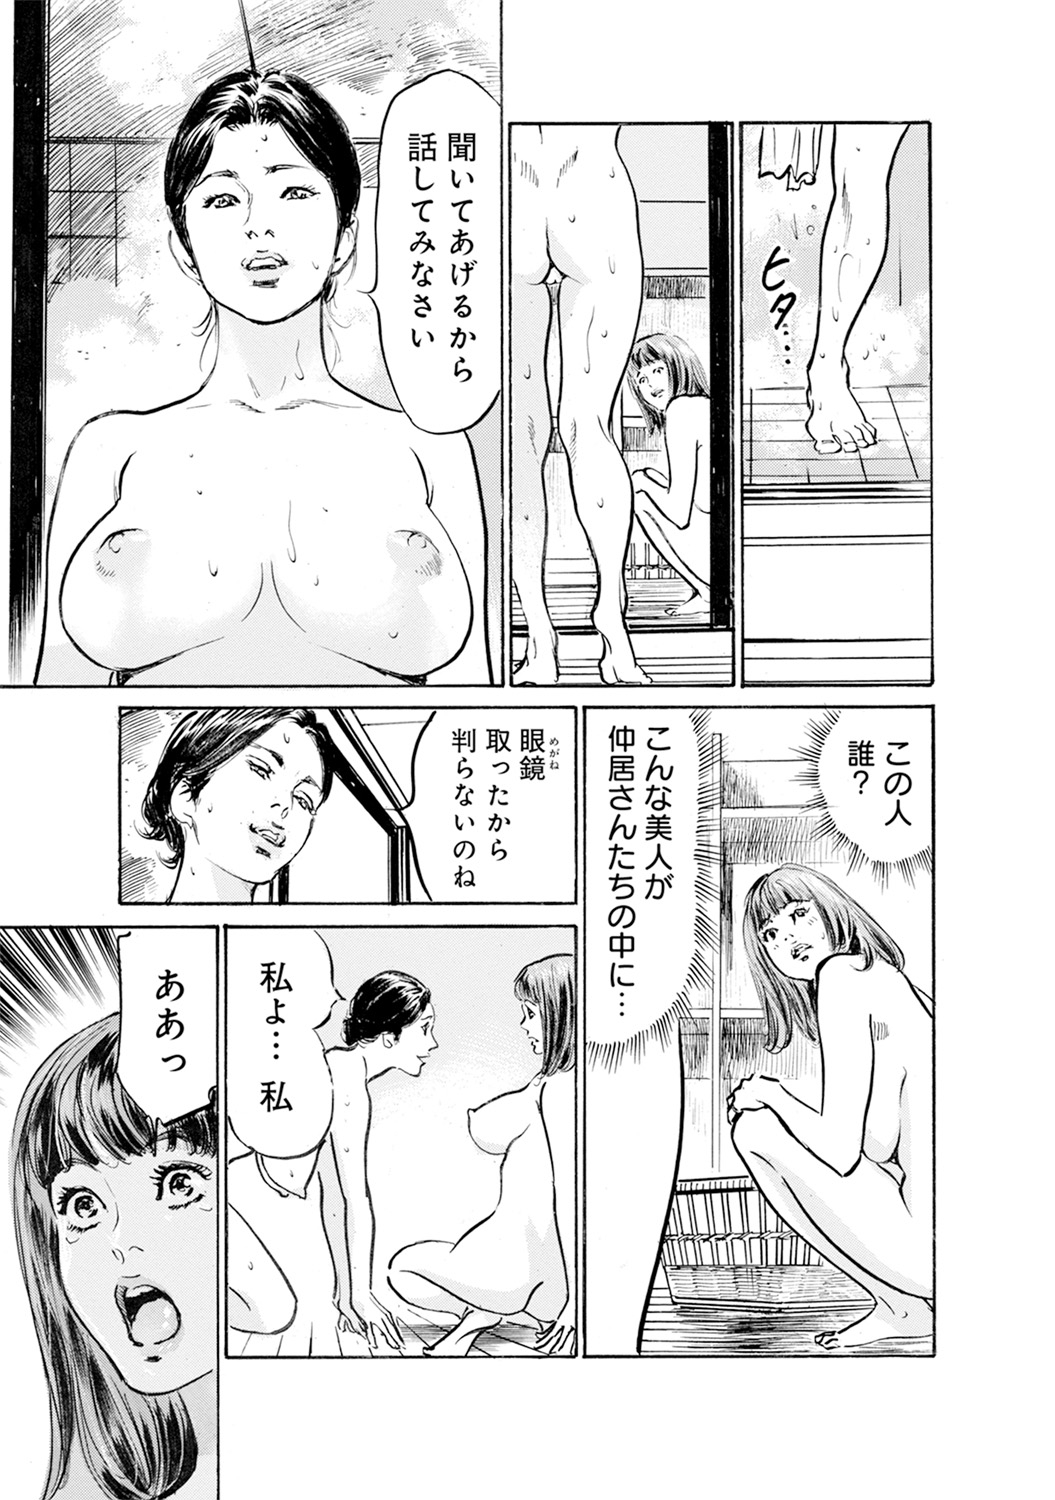 ヒタ…
聞いてあげるから
話してみなさい
この人
誰?
こんな美人が
仲居さんたちの中に…
眼鏡
めがね
取ったから
判らないのね
私よ…私
ああっ